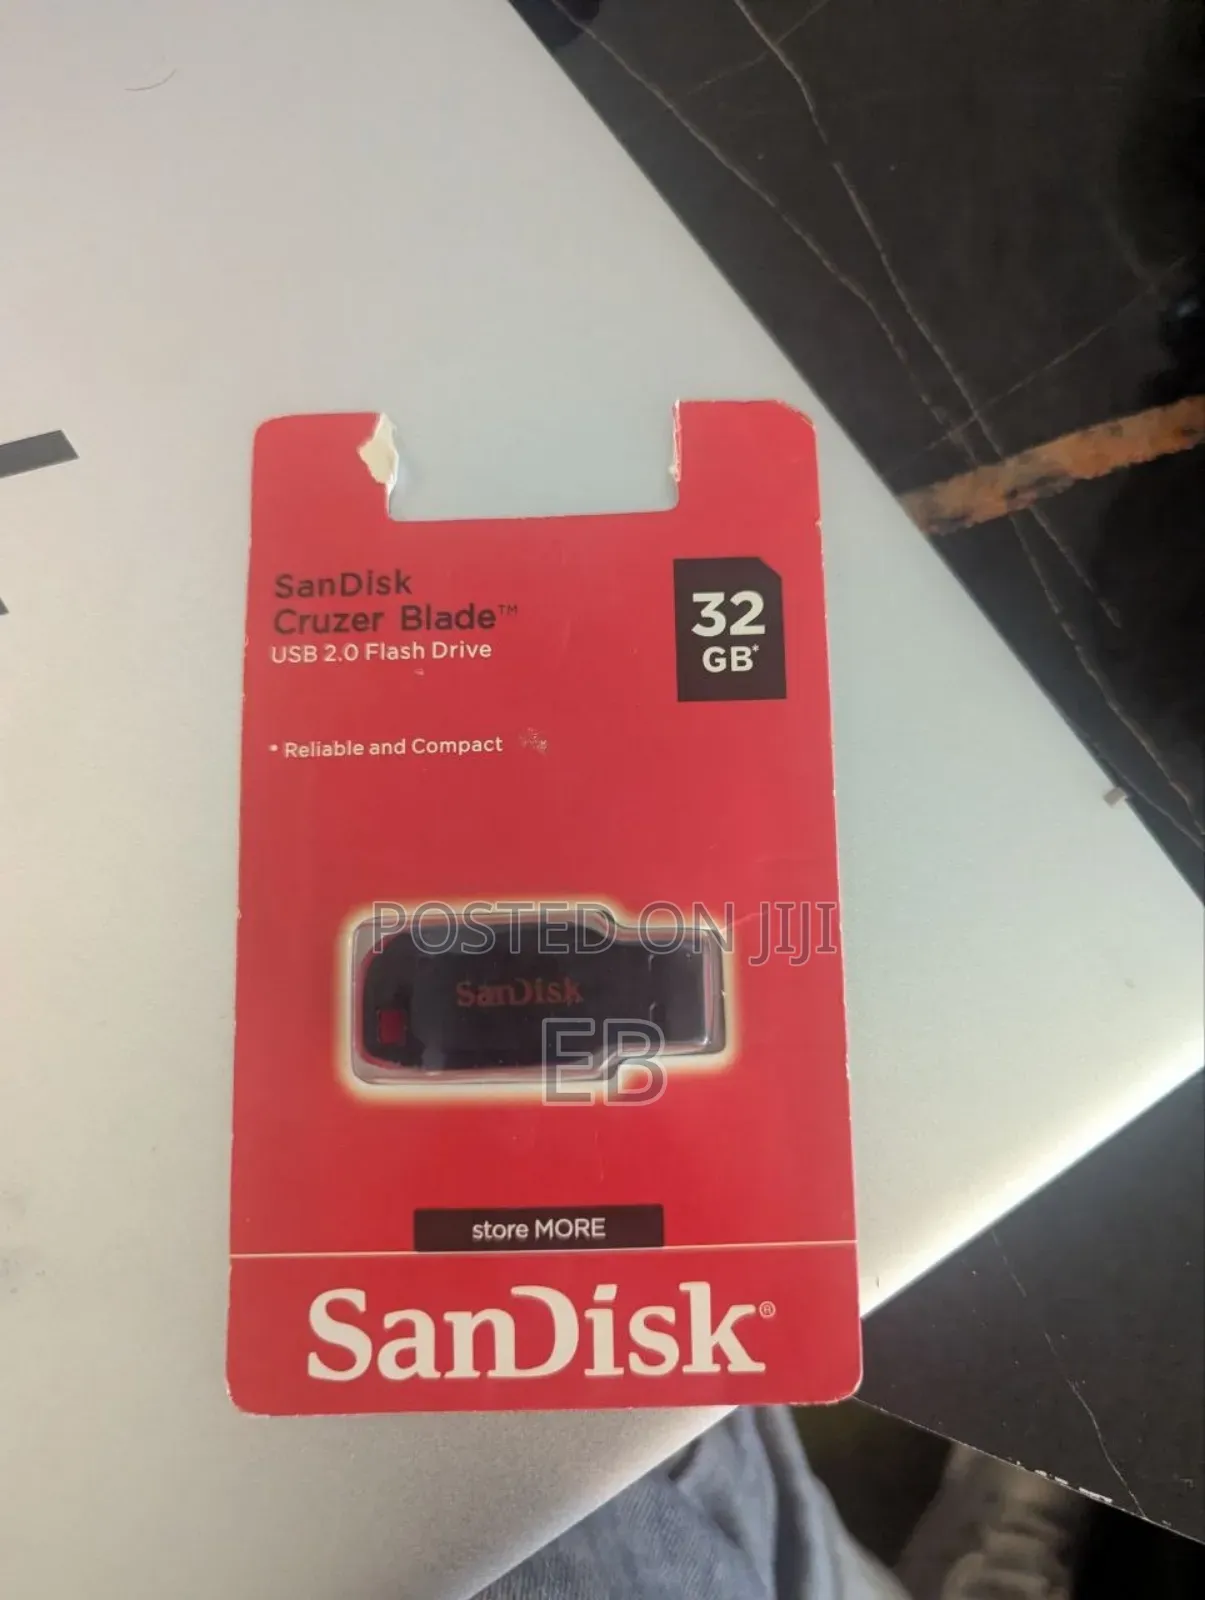 SanDisk
Cruzer Blade™
USB 2.0 Flash Drive
32
GB*
• Reliable and Compact
POSTED ON JIJI
SanDisk
EB
store MORE
SanDisk®